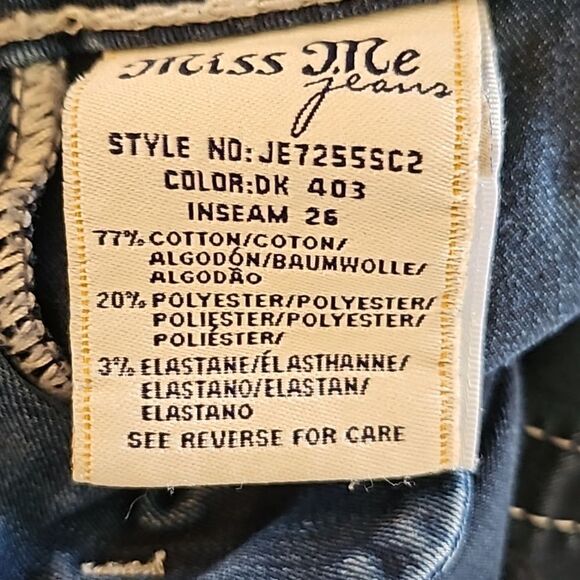 Miss Me
jeans
STYLE NO:JE7255SC2
COLOR:DK 403
INSEAM 26
77% COTTON/COTON/
ALGODÓN/BAUMWOLLE/
ALGODÃO
20% POLYESTER/POLYESTER/
POLIESTER/POLYESTER/
POLIÉSTER/
3% ELASTANE/ÉLASTHANNE/
ELASTANO/ELASTAN/
ELASTANO
SEE REVERSE FOR CARE